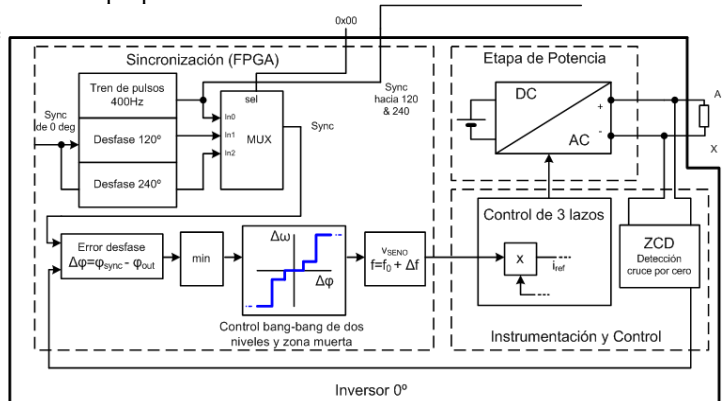 0x00
Sincronización (FPGA)
Tren de pulsos
400Hz
Desfase 120º
Desfase 240º
Sync
de 0 deg
sel
In0
In1
In2
MUX
Sync
Sync
hacia 120
& 240
Error desfase
Δφ=φsync - φout
min
Δω
Δφ
Control bang-bang de dos
niveles y zona muerta
vSENO
f=f0 + Δf
Etapa de Potencia
DC
AC
+
-
A
X
Control de 3 lazos
x
iref
ZCD
Detección
cruce por cero
Instrumentación y Control
Inversor 0º